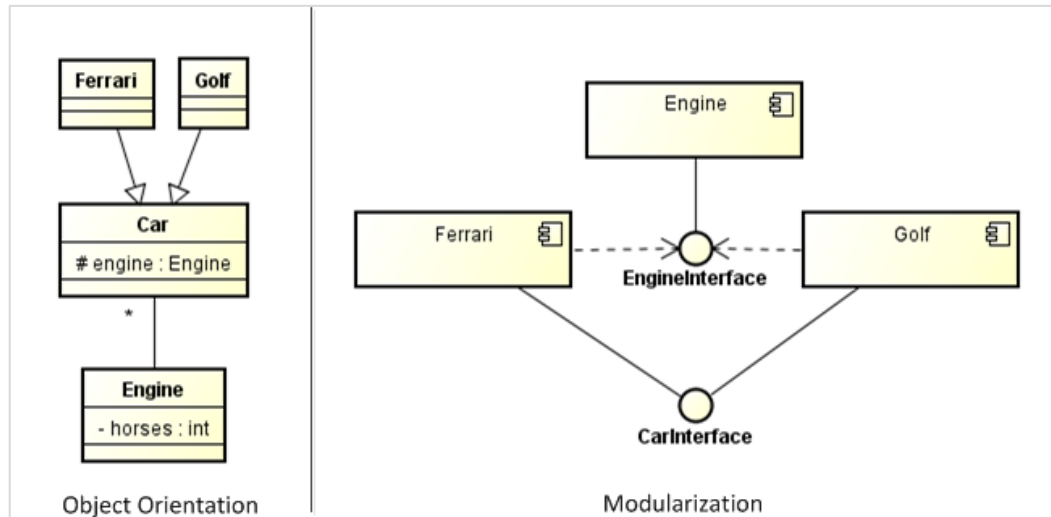 Ferrari
Golf
Car
# engine : Engine
*
Engine
- horses : int
Object Orientation
Engine
Ferrari
Golf
EngineInterface
CarInterface
Modularization